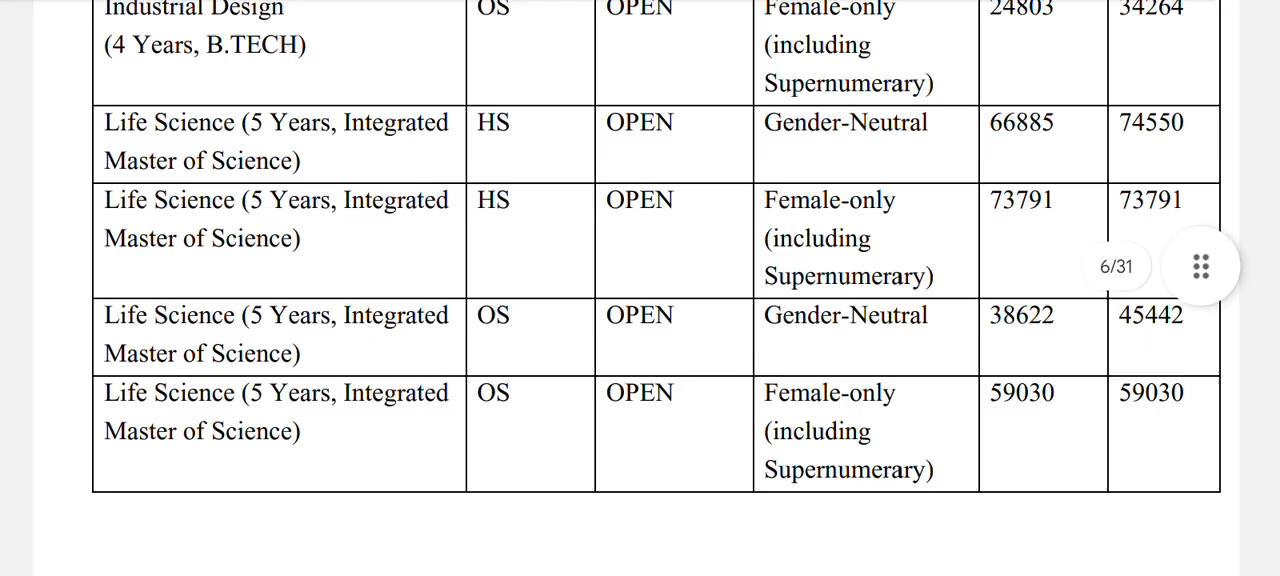 Industrial Design OS OPEN Female-only 24803 34264
(4 Years, B.TECH) (including
Supernumerary)
Life Science (5 Years, Integrated HS OPEN Gender-Neutral 66885 74550
Master of Science)
Life Science (5 Years, Integrated HS OPEN Female-only 73791 73791
Master of Science) (including
6/31
Supernumerary)
Life Science (5 Years, Integrated OS OPEN Gender-Neutral 38622 45442
Master of Science)
Life Science (5 Years, Integrated OS OPEN Female-only 59030 59030
Master of Science) (including
Supernumerary)